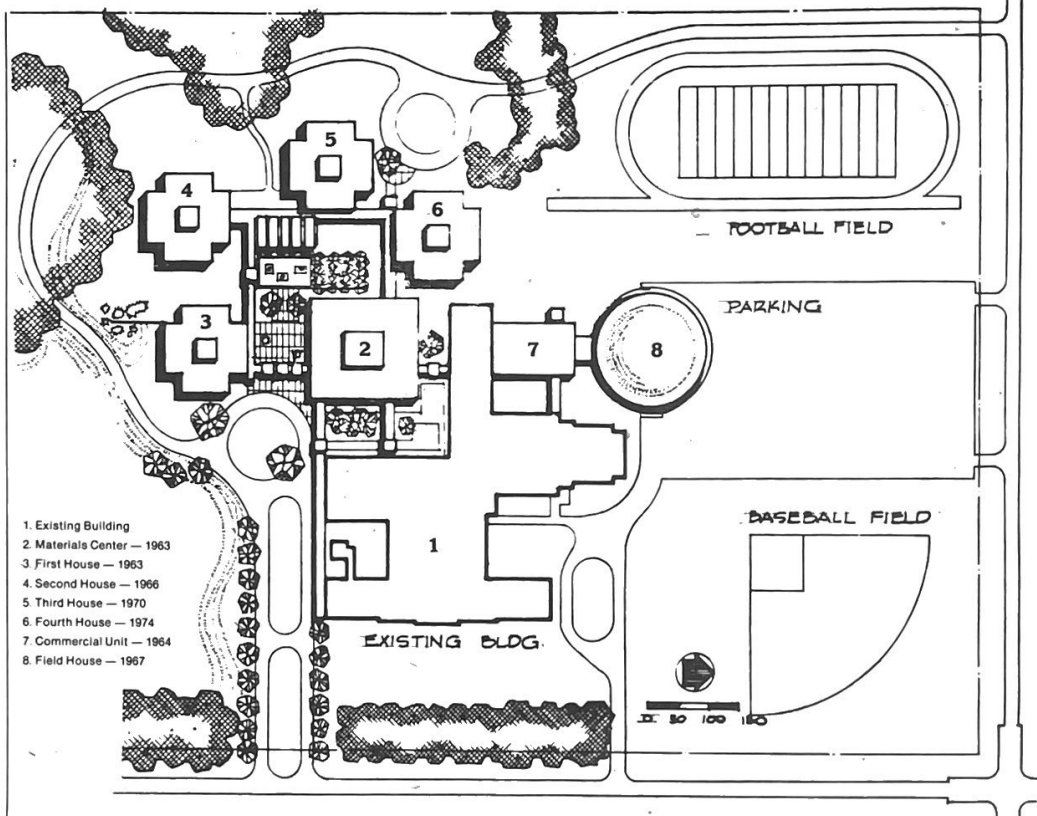 5
4
6
FOOTBALL FIELD
PARKING
3
2
7
8
BASEBALL FIELD
1. Existing Building
2. Materials Center — 1963
3. First House — 1963
4. Second House — 1966
5. Third House — 1970
6. Fourth House — 1974
7. Commercial Unit — 1964
8. Field House — 1967
1
EXISTING BLDG.
50 100 150